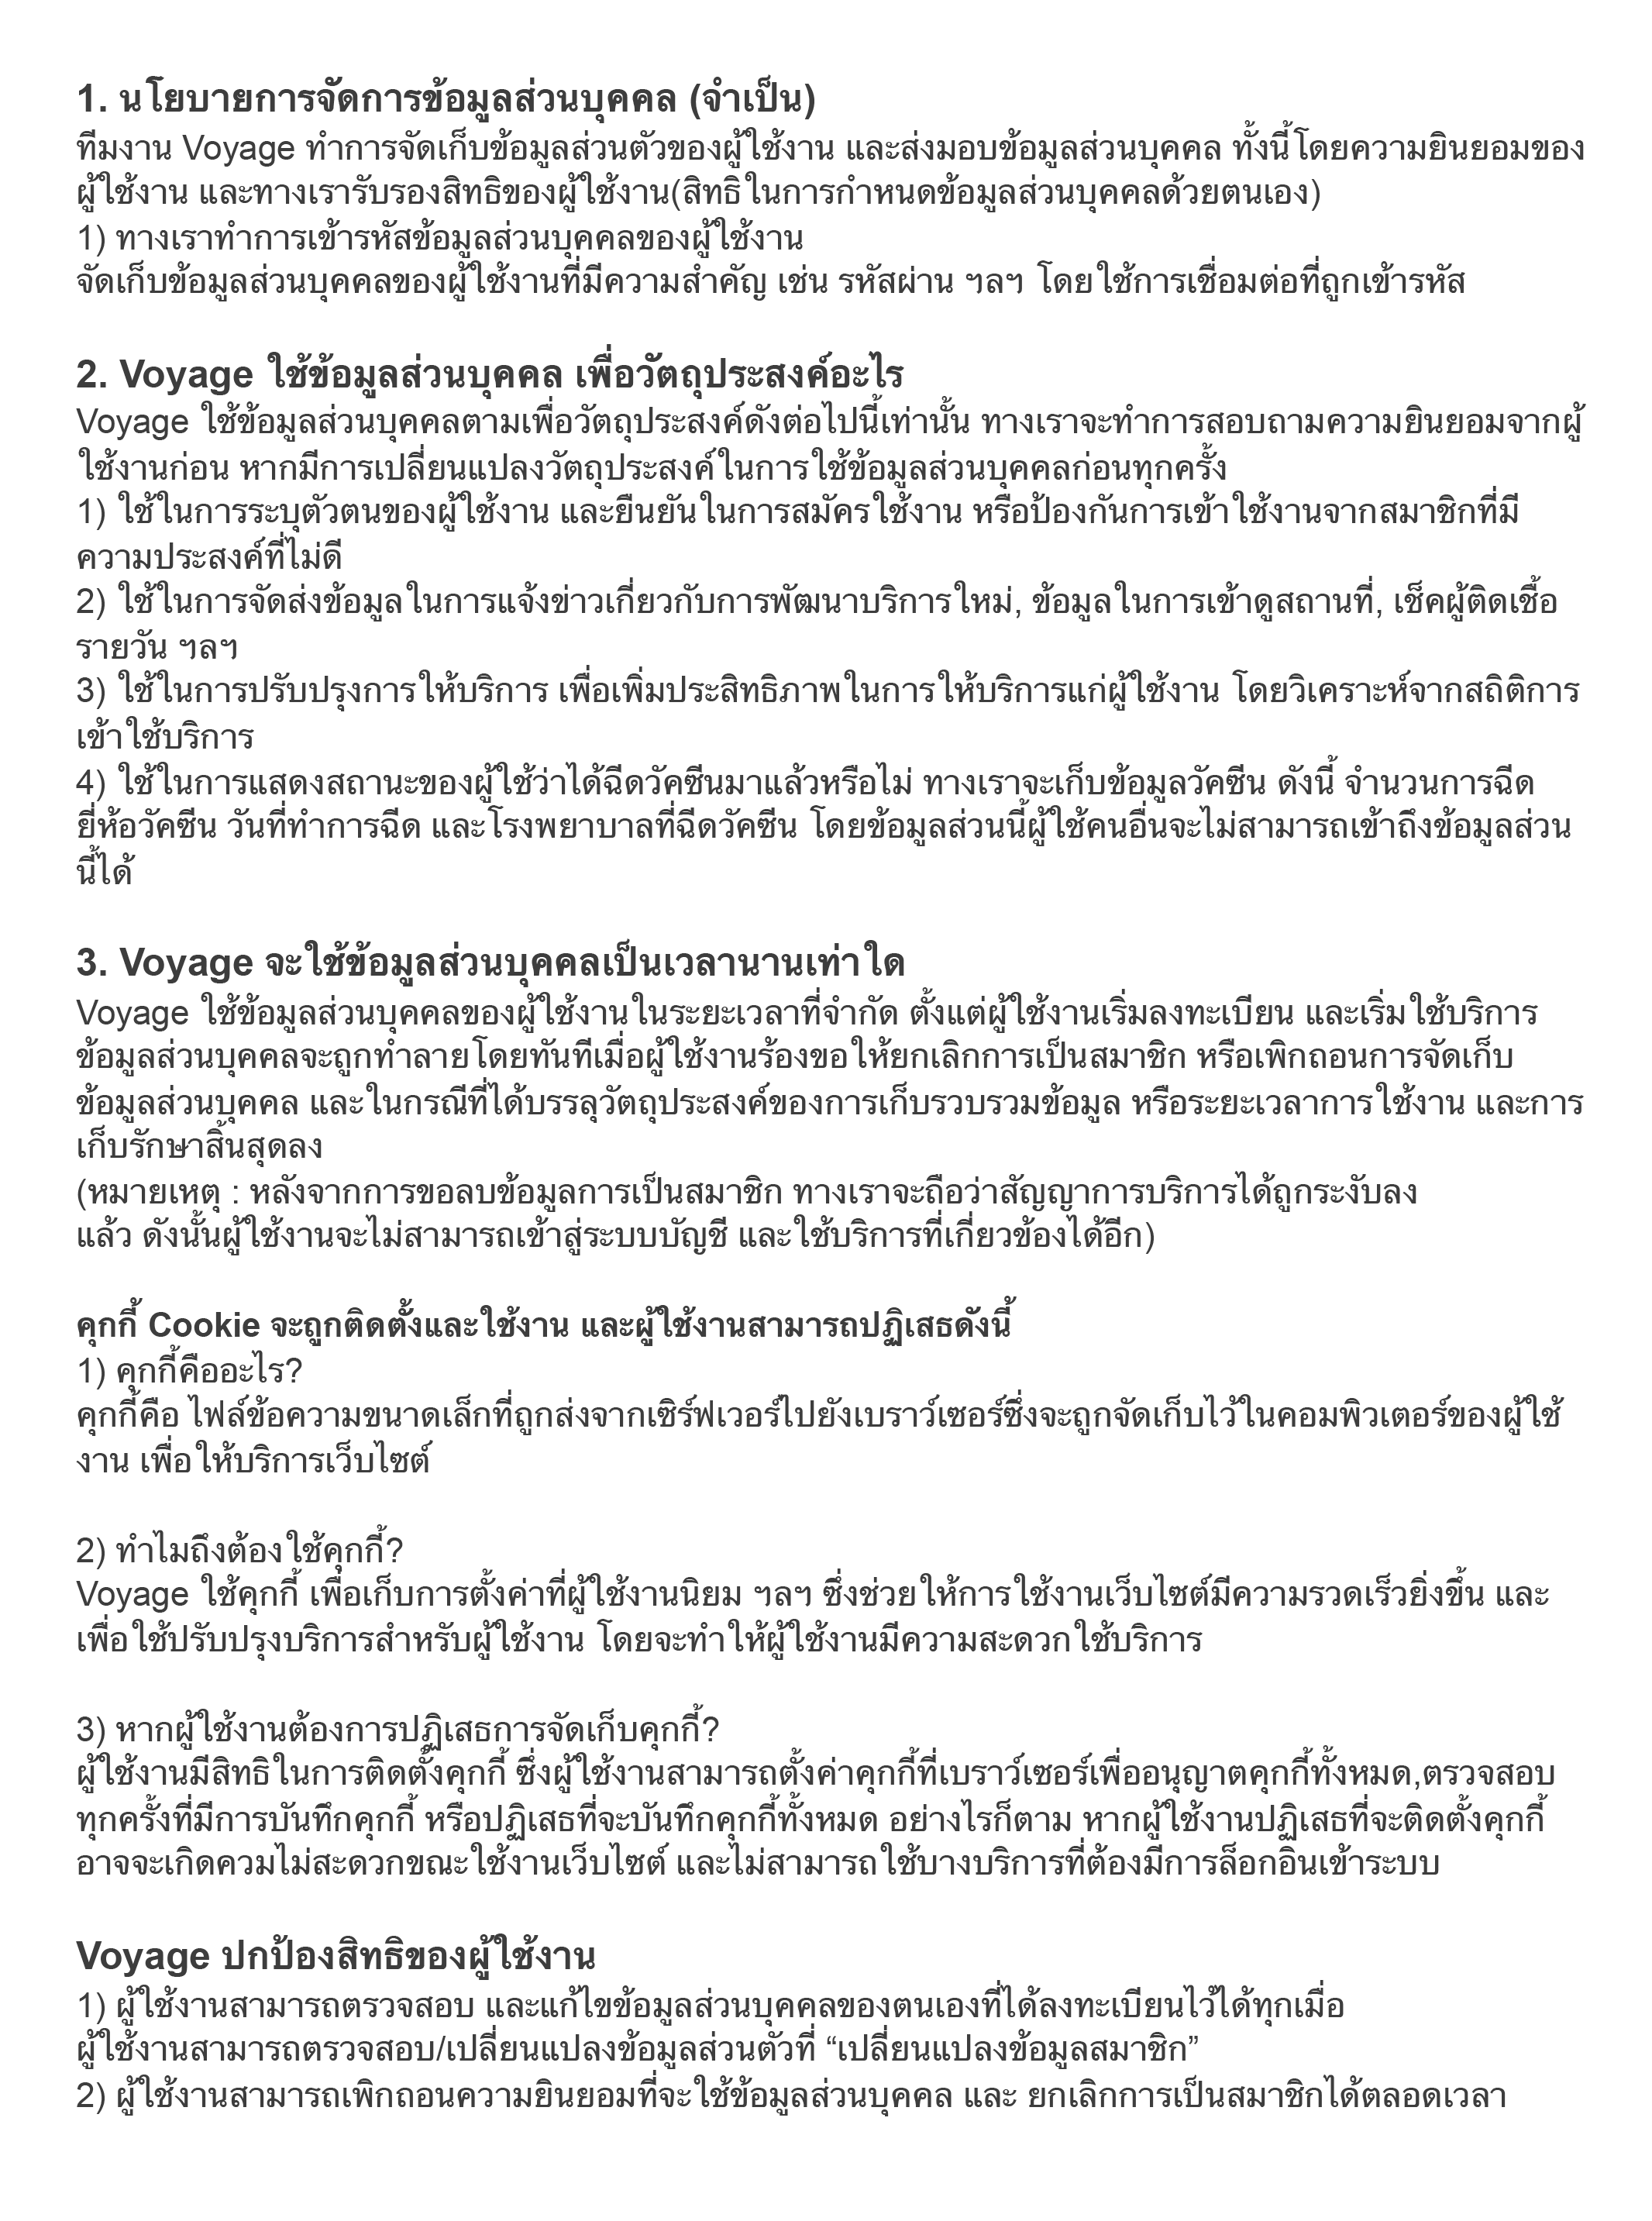 1. นโยบายการจัดการข้อมูลส่วนบุคคล (จำเป็น)
ทีมงาน Voyage ทำการจัดเก็บข้อมูลส่วนตัวของผู้ใช้งาน และส่งมอบข้อมูลส่วนบุคคล ทั้งนี้โดยความยินยอมของ
ผู้ใช้งาน และทางเรารับรองสิทธิของผู้ใช้งาน(สิทธิในการกำหนดข้อมูลส่วนบุคคลด้วยตนเอง)
1) ทางเราทำการเข้ารหัสข้อมูลส่วนบุคคลของผู้ใช้งาน
จัดเก็บข้อมูลส่วนบุคคลของผู้ใช้งานที่มีความสำคัญ เช่น รหัสผ่าน ฯลฯ โดยใช้การเชื่อมต่อที่ถูกเข้ารหัส
2. Voyage ใช้ข้อมูลส่วนบุคคล เพื่อวัตถุประสงค์อะไร
Voyage ใช้ข้อมูลส่วนบุคคลตามเพื่อวัตถุประสงค์ดังต่อไปนี้เท่านั้น ทางเราจะทำการสอบถามความยินยอมจากผู้
ใช้งานก่อน หากมีการเปลี่ยนแปลงวัตถุประสงค์ในการใช้ข้อมูลส่วนบุคคลก่อนทุกครั้ง
1) ใช้ในการระบุตัวตนของผู้ใช้งาน และยืนยันในการสมัครใช้งาน หรือป้องกันการเข้าใช้งานจากสมาชิกที่มี
ความประสงค์ที่ไม่ดี
2) ใช้ในการจัดส่งข้อมูลในการแจ้งข่าวเกี่ยวกับการพัฒนาบริการใหม่, ข้อมูลในการเข้าดูสถานที่, เช็คผู้ติดเชื้อ
รายวัน ฯลฯ
3) ใช้ในการปรับปรุงการให้บริการ เพื่อเพิ่มประสิทธิภาพในการให้บริการแก่ผู้ใช้งาน โดยวิเคราะห์จากสถิติการ
เข้าใช้บริการ
4) ใช้ในการแสดงสถานะของผู้ใช้ว่าได้ฉีดวัคซีนมาแล้วหรือไม่ ทางเราจะเก็บข้อมูลวัคซีน ดังนี้ จำนวนการฉีด
ยี่ห้อวัคซีน วันที่ทำการฉีด และโรงพยาบาลที่ฉีดวัคซีน โดยข้อมูลส่วนนี้ผู้ใช้คนอื่นจะไม่สามารถเข้าถึงข้อมูลส่วน
นี้ได้
3. Voyage จะใช้ข้อมูลส่วนบุคคลเป็นเวลานานเท่าใด
Voyage ใช้ข้อมูลส่วนบุคคลของผู้ใช้งานในระยะเวลาที่จำกัด ตั้งแต่ผู้ใช้งานเริ่มลงทะเบียน และเริ่มใช้บริการ
ข้อมูลส่วนบุคคลจะถูกทำลายโดยทันทีเมื่อผู้ใช้งานร้องขอให้ยกเลิกการเป็นสมาชิก หรือเพิกถอนการจัดเก็บ
ข้อมูลส่วนบุคคล และในกรณีที่ได้บรรลุวัตถุประสงค์ของการเก็บรวบรวมข้อมูล หรือระยะเวลาการใช้งาน และการ
เก็บรักษาสิ้นสุดลง
(หมายเหตุ : หลังจากการขอลบข้อมูลการเป็นสมาชิก ทางเราจะถือว่าสัญญาการบริการได้ถูกระงับลง
แล้ว ดังนั้นผู้ใช้งานจะไม่สามารถเข้าสู่ระบบบัญชี และใช้บริการที่เกี่ยวข้องได้อีก)
คุกกี้ Cookie จะถูกติดตั้งและใช้งาน และผู้ใช้งานสามารถปฏิเสธดังนี้
1) คุกกี้คืออะไร?
คุกกี้คือ ไฟล์ข้อความขนาดเล็กที่ถูกส่งจากเซิร์ฟเวอร์ไปยังเบราว์เซอร์ซึ่งจะถูกจัดเก็บไว้ในคอมพิวเตอร์ของผู้ใช้
งาน เพื่อให้บริการเว็บไซต์
2) ทำไมถึงต้องใช้คุกกี้?
Voyage ใช้คุกกี้ เพื่อเก็บการตั้งค่าที่ผู้ใช้งานนิยม ฯลฯ ซึ่งช่วยให้การใช้งานเว็บไซต์มีความรวดเร็วยิ่งขึ้น และ
เพื่อใช้ปรับปรุงบริการสำหรับผู้ใช้งาน โดยจะทำให้ผู้ใช้งานมีความสะดวกใช้บริการ
3) หากผู้ใช้งานต้องการปฏิเสธการจัดเก็บคุกกี้?
ผู้ใช้งานมีสิทธิในการติดตั้งคุกกี้ ซึ่งผู้ใช้งานสามารถตั้งค่าคุกกี้ที่เบราว์เซอร์เพื่ออนุญาตคุกกี้ทั้งหมด,ตรวจสอบ
ทุกครั้งที่มีการบันทึกคุกกี้ หรือปฏิเสธที่จะบันทึกคุกกี้ทั้งหมด อย่างไรก็ตาม หากผู้ใช้งานปฏิเสธที่จะติดตั้งคุกกี้
อาจจะเกิดควมไม่สะดวกขณะใช้งานเว็บไซต์ และไม่สามารถใช้บางบริการที่ต้องมีการล็อกอินเข้าระบบ
Voyage ปกป้องสิทธิของผู้ใช้งาน
1) ผู้ใช้งานสามารถตรวจสอบ และแก้ไขข้อมูลส่วนบุคคลของตนเองที่ได้ลงทะเบียนไว้ได้ทุกเมื่อ
ผู้ใช้งานสามารถตรวจสอบ/เปลี่ยนแปลงข้อมูลส่วนตัวที่ “เปลี่ยนแปลงข้อมูลสมาชิก”
2) ผู้ใช้งานสามารถเพิกถอนความยินยอมที่จะใช้ข้อมูลส่วนบุคคล และ ยกเลิกการเป็นสมาชิกได้ตลอดเวลา